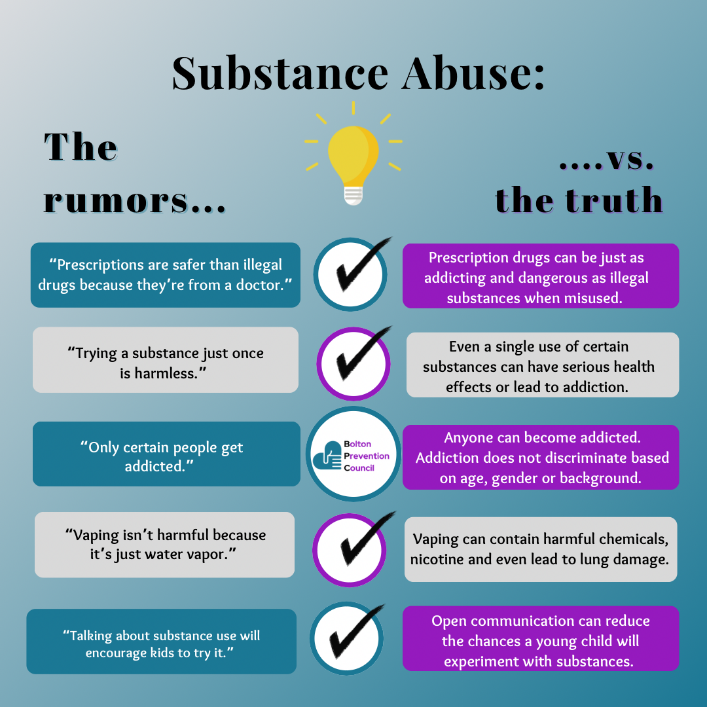 Substance Abuse:
The
rumors...
....vs.
the truth
“Prescriptions are safer than illegal
drugs because they’re from a doctor.”
Prescription drugs can be just as
addicting and dangerous as illegal
substances when misused.
“Trying a substance just once
is harmless.”
Even a single use of certain
substances can have serious health
effects or lead to addiction.
“Only certain people get
addicted.”
Bolton
Prevention
Council
Anyone can become addicted.
Addiction does not discriminate based
on age, gender or background.
“Vaping isn’t harmful because
it’s just water vapor.”
Vaping can contain harmful chemicals,
nicotine and even lead to lung damage.
“Talking about substance use will
encourage kids to try it.”
Open communication can reduce
the chances a young child will
experiment with substances.